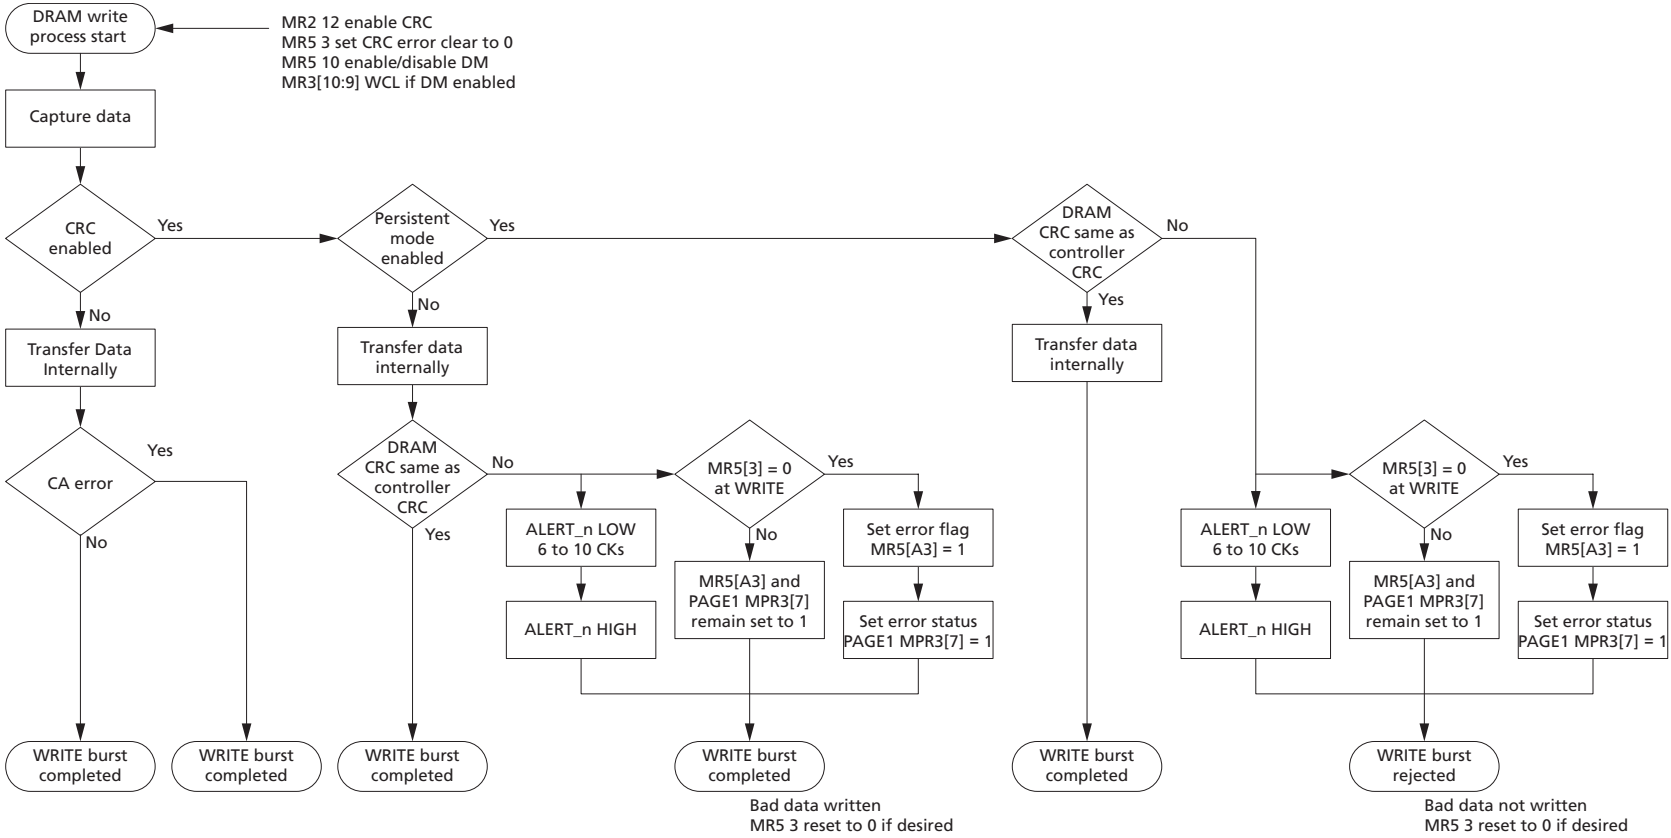 DRAM write
process start
MR2 12 enable CRC
MR5 3 set CRC error clear to 0
MR5 10 enable/disable DM
MR3[10:9] WCL if DM enabled
Capture data
CRC
enabled
Yes
Persistent
mode
enabled
Yes
DRAM
CRC same as
controller
CRC
No
No
No
Yes
Transfer Data
Internally
Transfer data
internally
Transfer data
internally
CA error
Yes
No
DRAM
CRC same as
controller
CRC
No
Yes
MR5[3] = 0
at WRITE
Yes
No
ALERT_n LOW
6 to 10 CKs
Set error flag
MR5[A3] = 1
ALERT_n HIGH
MR5[A3] and
PAGE1 MPR3[7]
remain set to 1
Set error status
PAGE1 MPR3[7] = 1
MR5[3] = 0
at WRITE
Yes
No
ALERT_n LOW
6 to 10 CKs
Set error flag
MR5[A3] = 1
ALERT_n HIGH
MR5[A3] and
PAGE1 MPR3[7]
remain set to 1
Set error status
PAGE1 MPR3[7] = 1
WRITE burst
completed
WRITE burst
completed
WRITE burst
completed
WRITE burst
completed
WRITE burst
completed
WRITE burst
rejected
Bad data written
MR5 3 reset to 0 if desired
Bad data not written
MR5 3 reset to 0 if desired